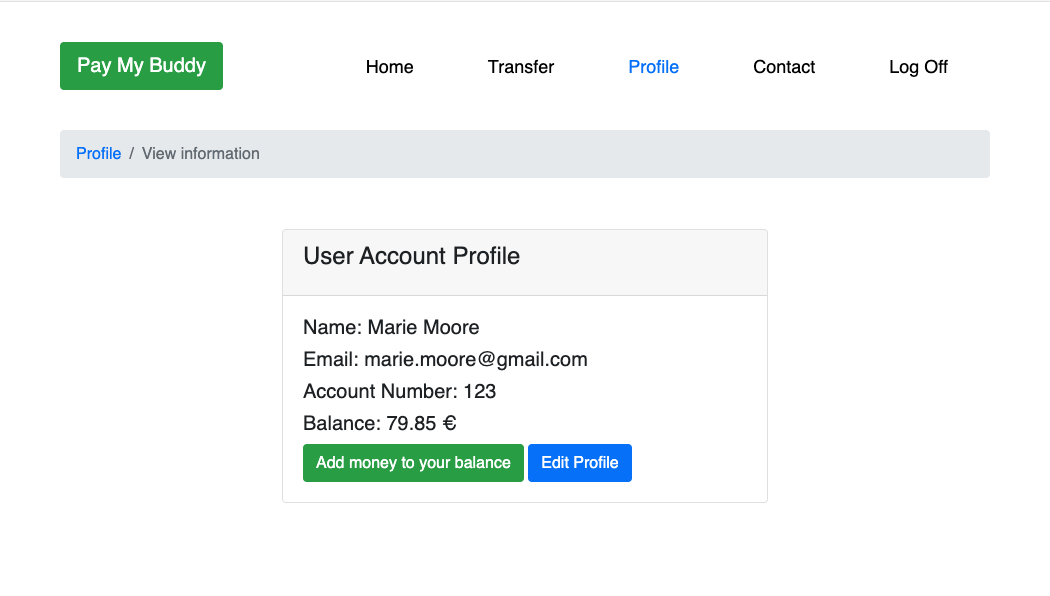 Pay My Buddy Home Transfer Profile Contact Log Off
Profile / View information
User Account Profile
Name: Marie Moore
Email: marie.moore@gmail.com
Account Number: 123
Balance: 79.85 €
Add money to your balance Edit Profile